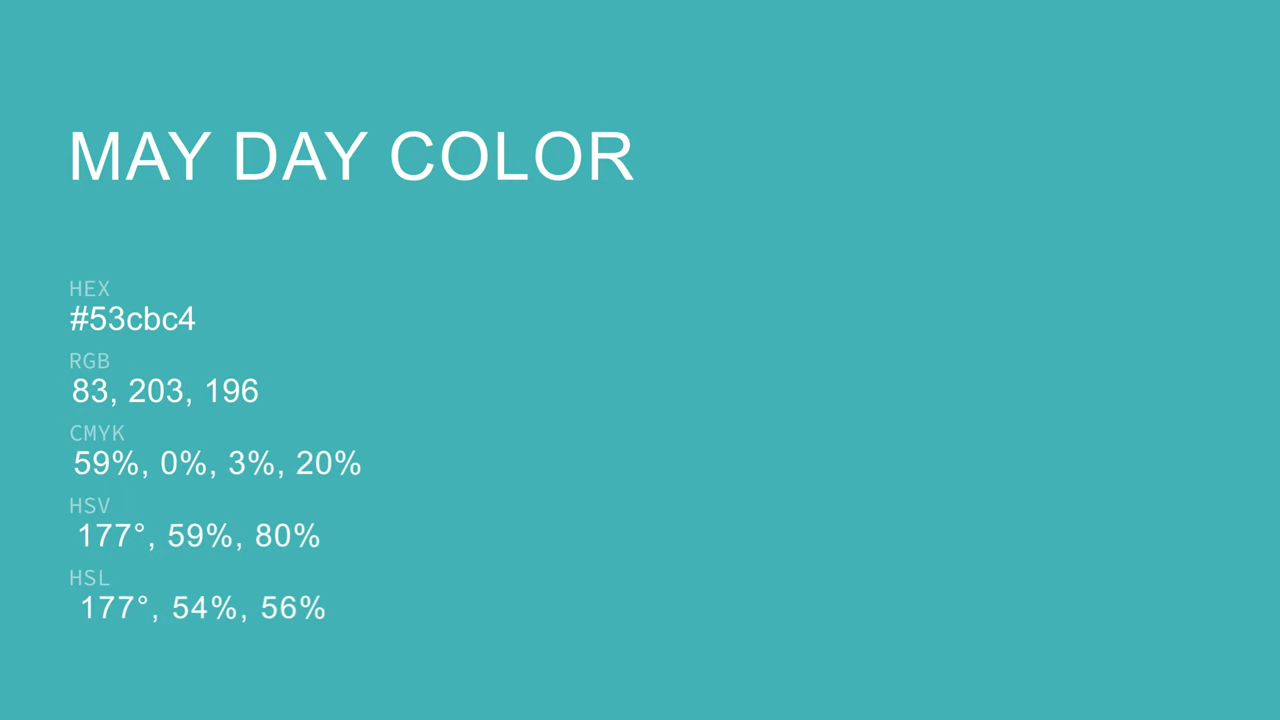 MAY DAY COLOR
HEX
#53cbc4
RGB
83, 203, 196
CMYK
59%, 0%, 3%, 20%
HSV
177°, 59%, 80%
HSL
177°, 54%, 56%